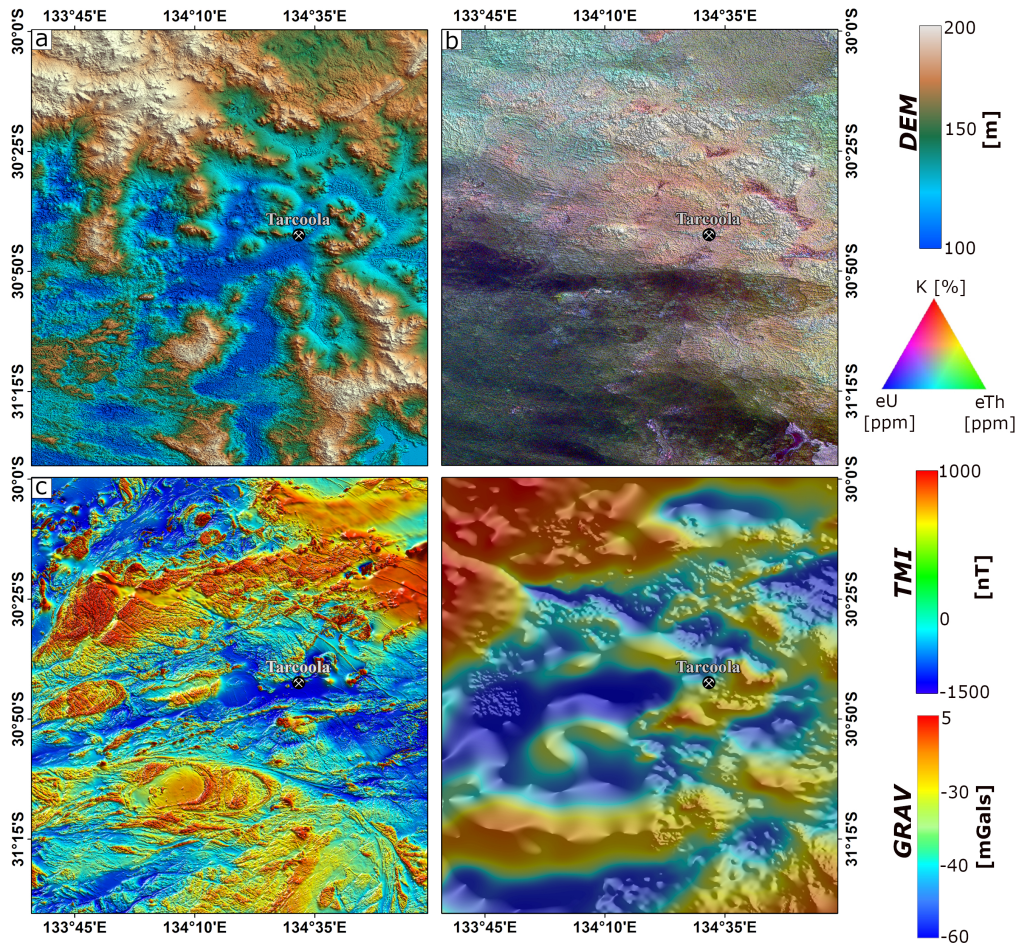 133°45'E 134°10'E 134°35'E 133°45'E 134°10'E 134°35'E
30°0'S 30°0'S
a b
200
DEM
150
[m]
100
30°25'S 30°25'S
Tarcoola Tarcoola
30°50'S 30°50'S
K [%]
31°15'S 31°15'S
eU eTh
[ppm] [ppm]
30°0'S 30°0'S
c
1000
TMI
[nT]
0
-1500
30°25'S 30°25'S
Tarcoola Tarcoola
30°50'S 30°50'S
5
GRAV
-30
[mGals]
-40
-60
31°15'S 31°15'S
133°45'E 134°10'E 134°35'E 133°45'E 134°10'E 134°35'E